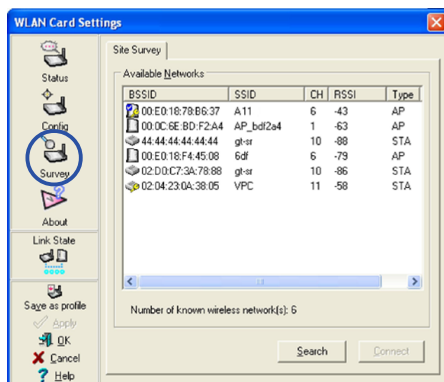 WLAN Card Settings
Status
Config
Survey
About
Link State
Save as profile
Apply
OK
Cancel
Help
Site Survey
Available Networks
BSSID SSID CH RSSI Type
00:E0:18:78:B6:37 A11 6 -43 AP
00:0C:6E:BD:F2:A4 AP_bdf2a4 1 -63 AP
44:44:44:44:44:44 gt-sr 10 -88 STA
00:E0:18:F4:45:08 6df 6 -79 AP
02:D0:C7:3A:78:88 gt-sr 10 -86 STA
02:04:23:0A:38:05 VPC 11 -58 STA
Number of known wireless network(s): 6
Search Connect